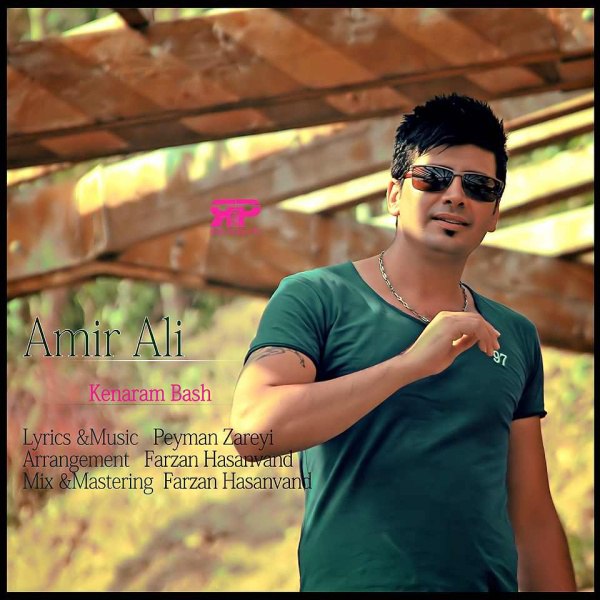 Amir Ali
Kenaram Bash
Lyrics &Music Peyman Zareyi
Arrangement Farzan Hasanvand
Mix &Mastering Farzan Hasanvand
97